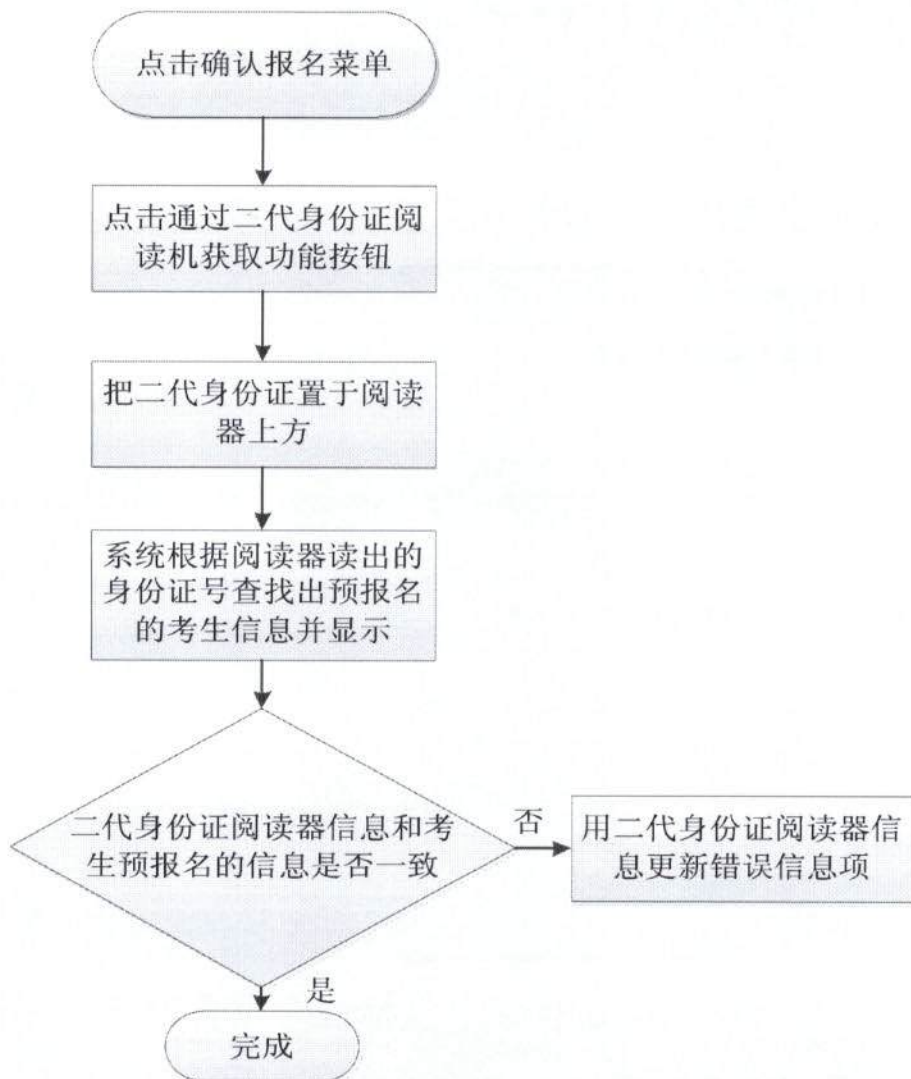 点击确认报名菜单
点击通过二代身份证阅
读机获取功能按钮
把二代身份证置于阅读
器上方
系统根据阅读器读出的
身份证号查找出预报名
的考生信息并显示
二代身份证阅读器信息和考
生预报名的信息是否一致
否
用二代身份证阅读器信
息更新错误信息项
是
完成